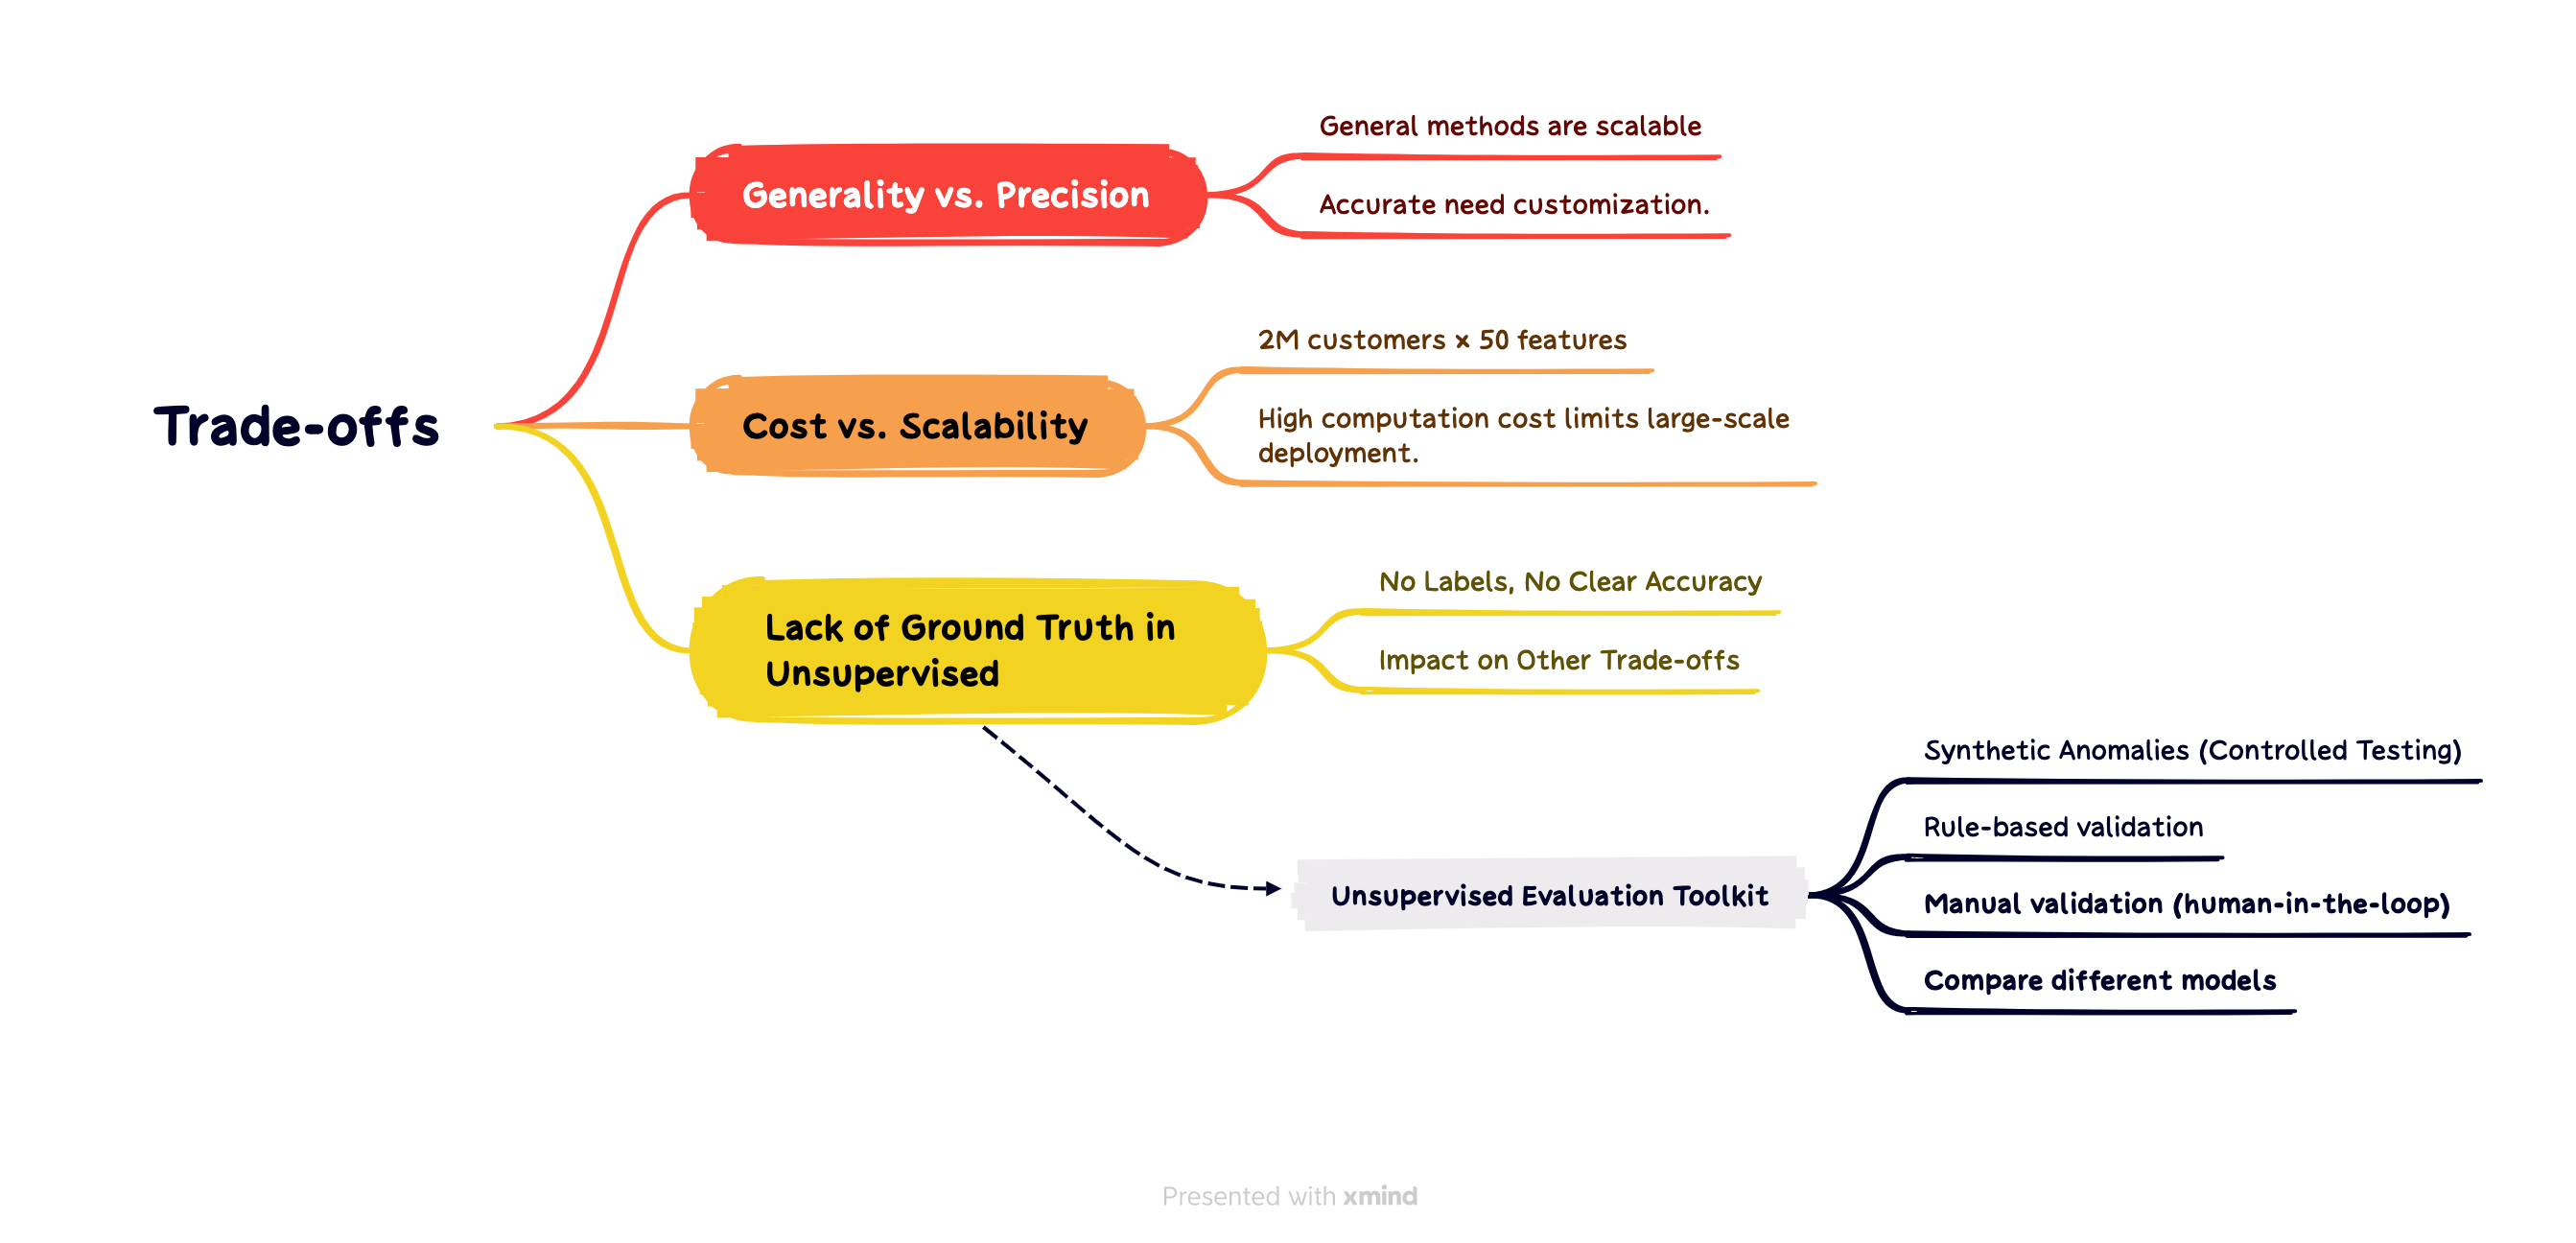 Trade-offs
Generality vs. Precision
General methods are scalable
Accurate need customization.
Cost vs. Scalability
2M customers × 50 features
High computation cost limits large-scale
deployment.
Lack of Ground Truth in
Unsupervised
No Labels, No Clear Accuracy
Impact on Other Trade-offs
Unsupervised Evaluation Toolkit
Synthetic Anomalies (Controlled Testing)
Rule-based validation
Manual validation (human-in-the-loop)
Compare different models
Presented with xmind